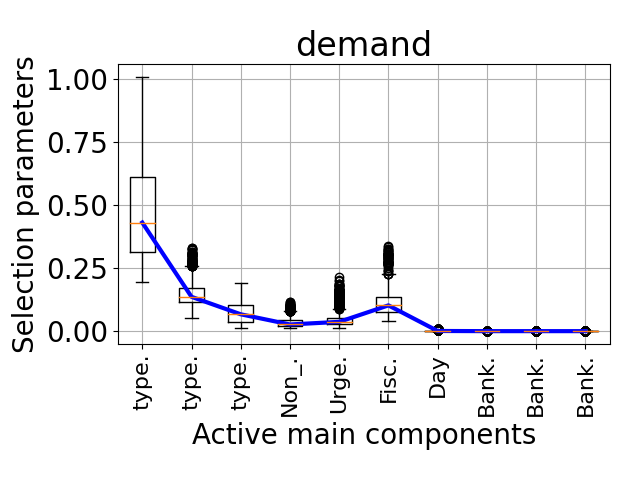 demand
Selection parameters
1.00
0.75
0.50
0.25
0.00
type.
type.
type.
Non_.
Urge.
Fisc.
Day
Bank.
Bank.
Bank.
Active main components